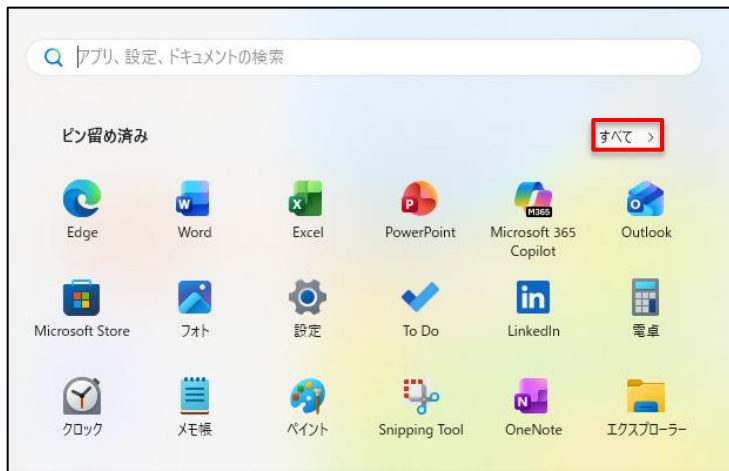 アプリ、設定、ドキュメントの検索
ピン留め済み
すべて >
Edge
Word
Excel
PowerPoint
M365
Microsoft 365
Copilot
Outlook
Microsoft Store
フォト
設定
To Do
LinkedIn
電卓
クロック
メモ帳
ペイント
Snipping Tool
OneNote
エクスプローラー